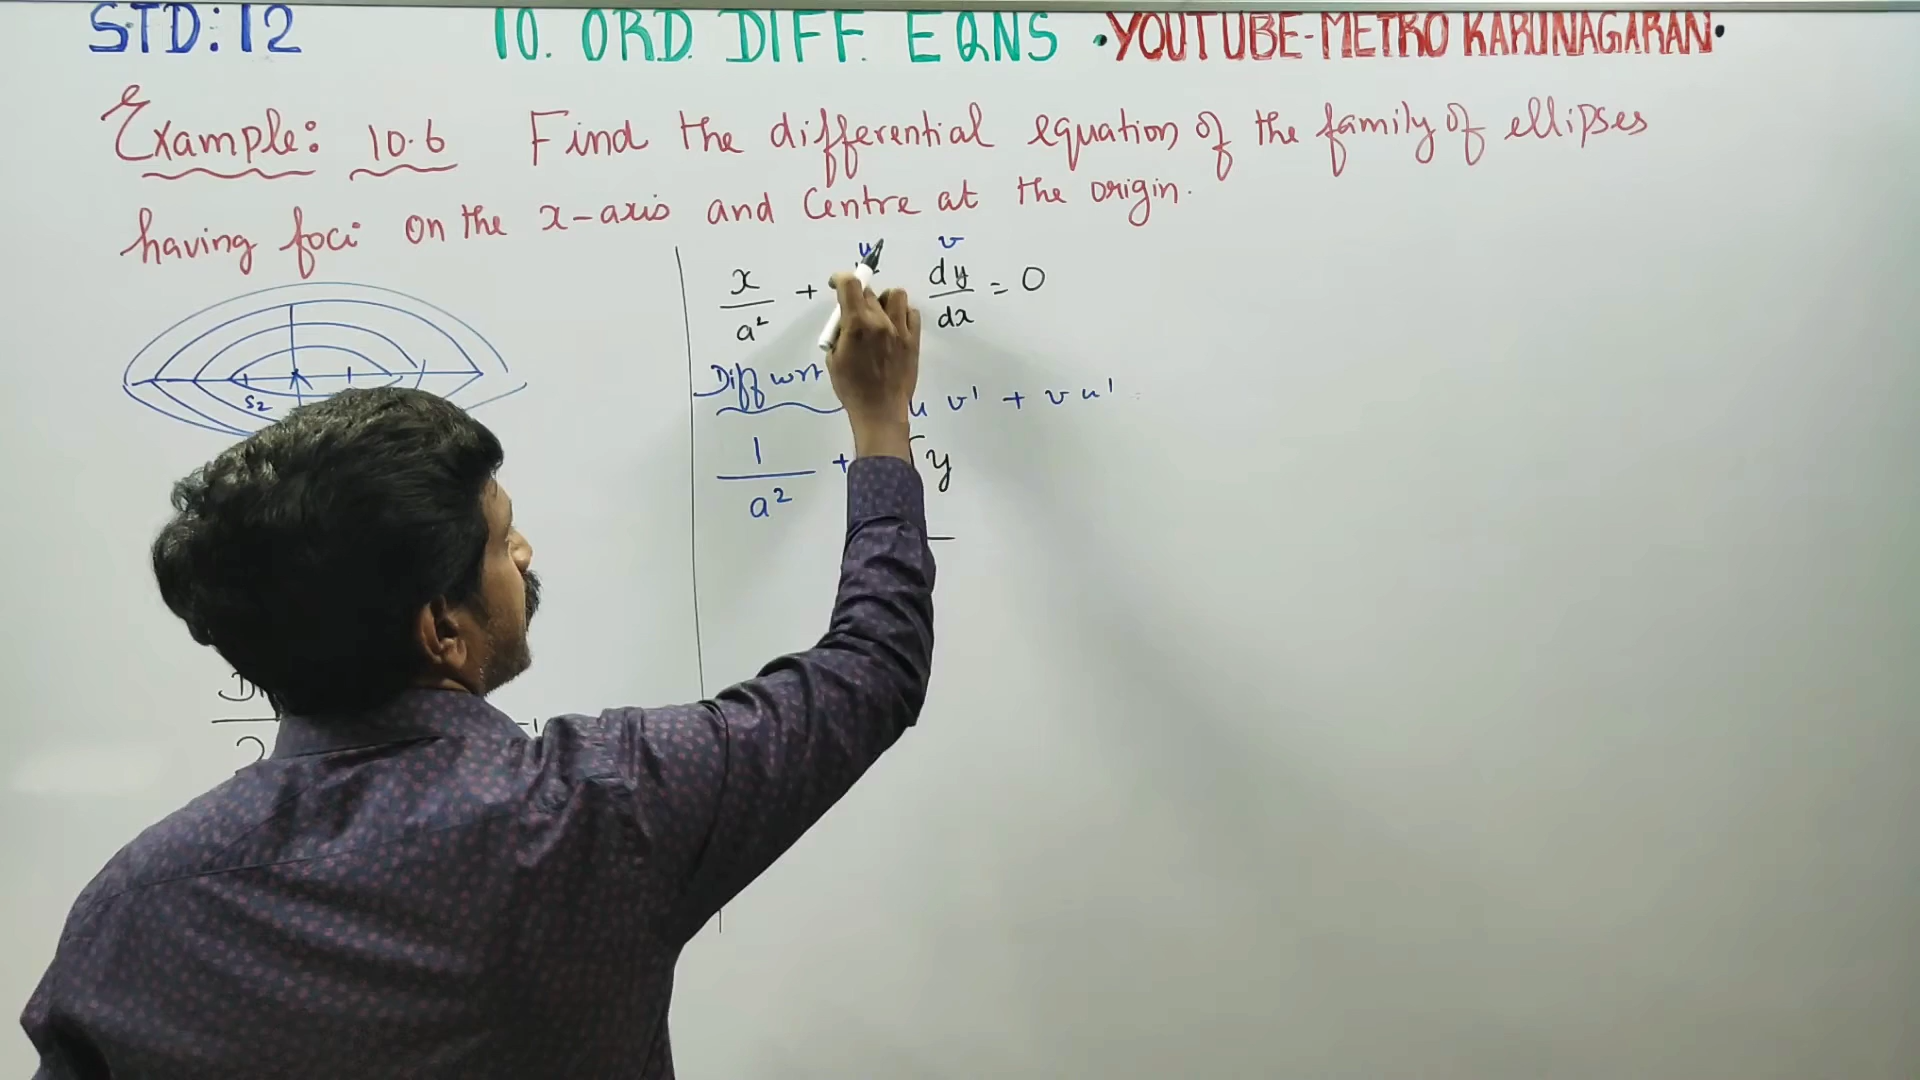 STD: 12 10. ORD. DIFF. EQNS •YOUTUBE-METRO KARUNAGARAN•
Example: 10.6 Find the differential equation of the family of ellipses
having foci on the x-axis and Centre at the origin.
u v
x/a² + dy/dx = 0
S₂
Diff wrt
u v' + v u'
1/a² + [y